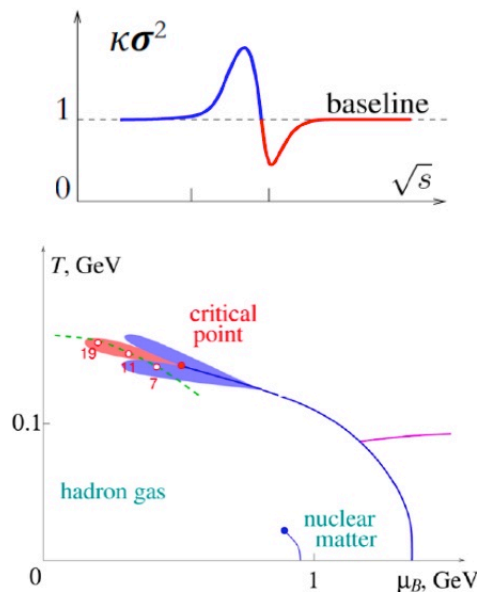 κσ²
1
baseline
0
√s
T, GeV
critical
point
19
11
7
0.1
hadron gas
nuclear
matter
0
1
μ_B, GeV